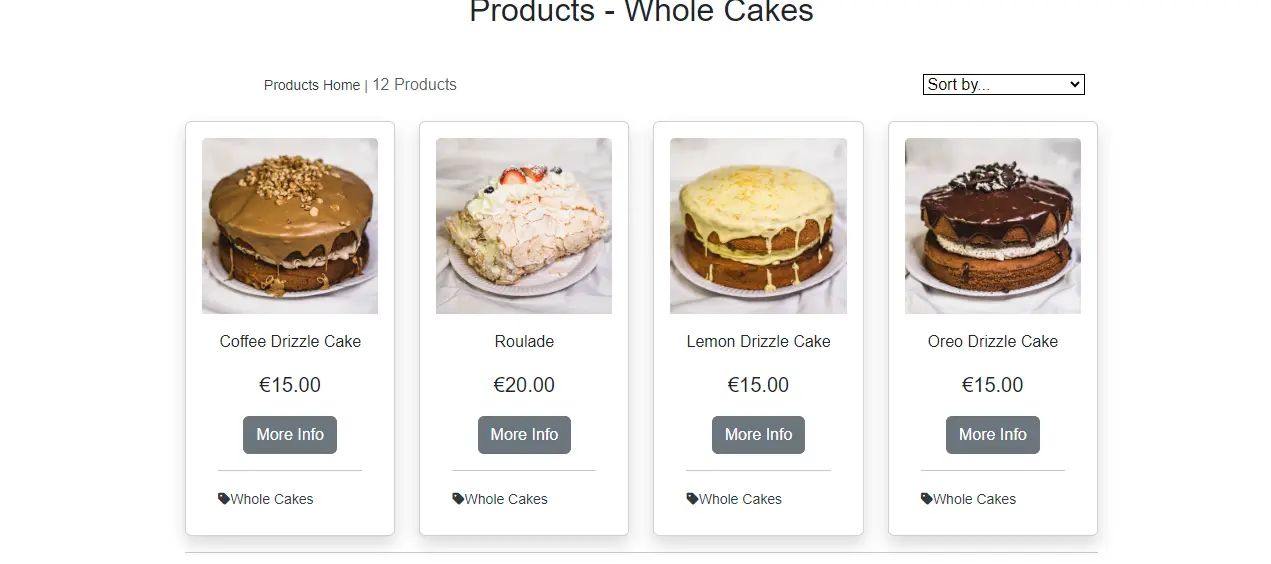 Products - Whole Cakes
Products Home | 12 Products
Sort by...
Coffee Drizzle Cake
€15.00
More Info
Whole Cakes
Roulade
€20.00
More Info
Whole Cakes
Lemon Drizzle Cake
€15.00
More Info
Whole Cakes
Oreo Drizzle Cake
€15.00
More Info
Whole Cakes